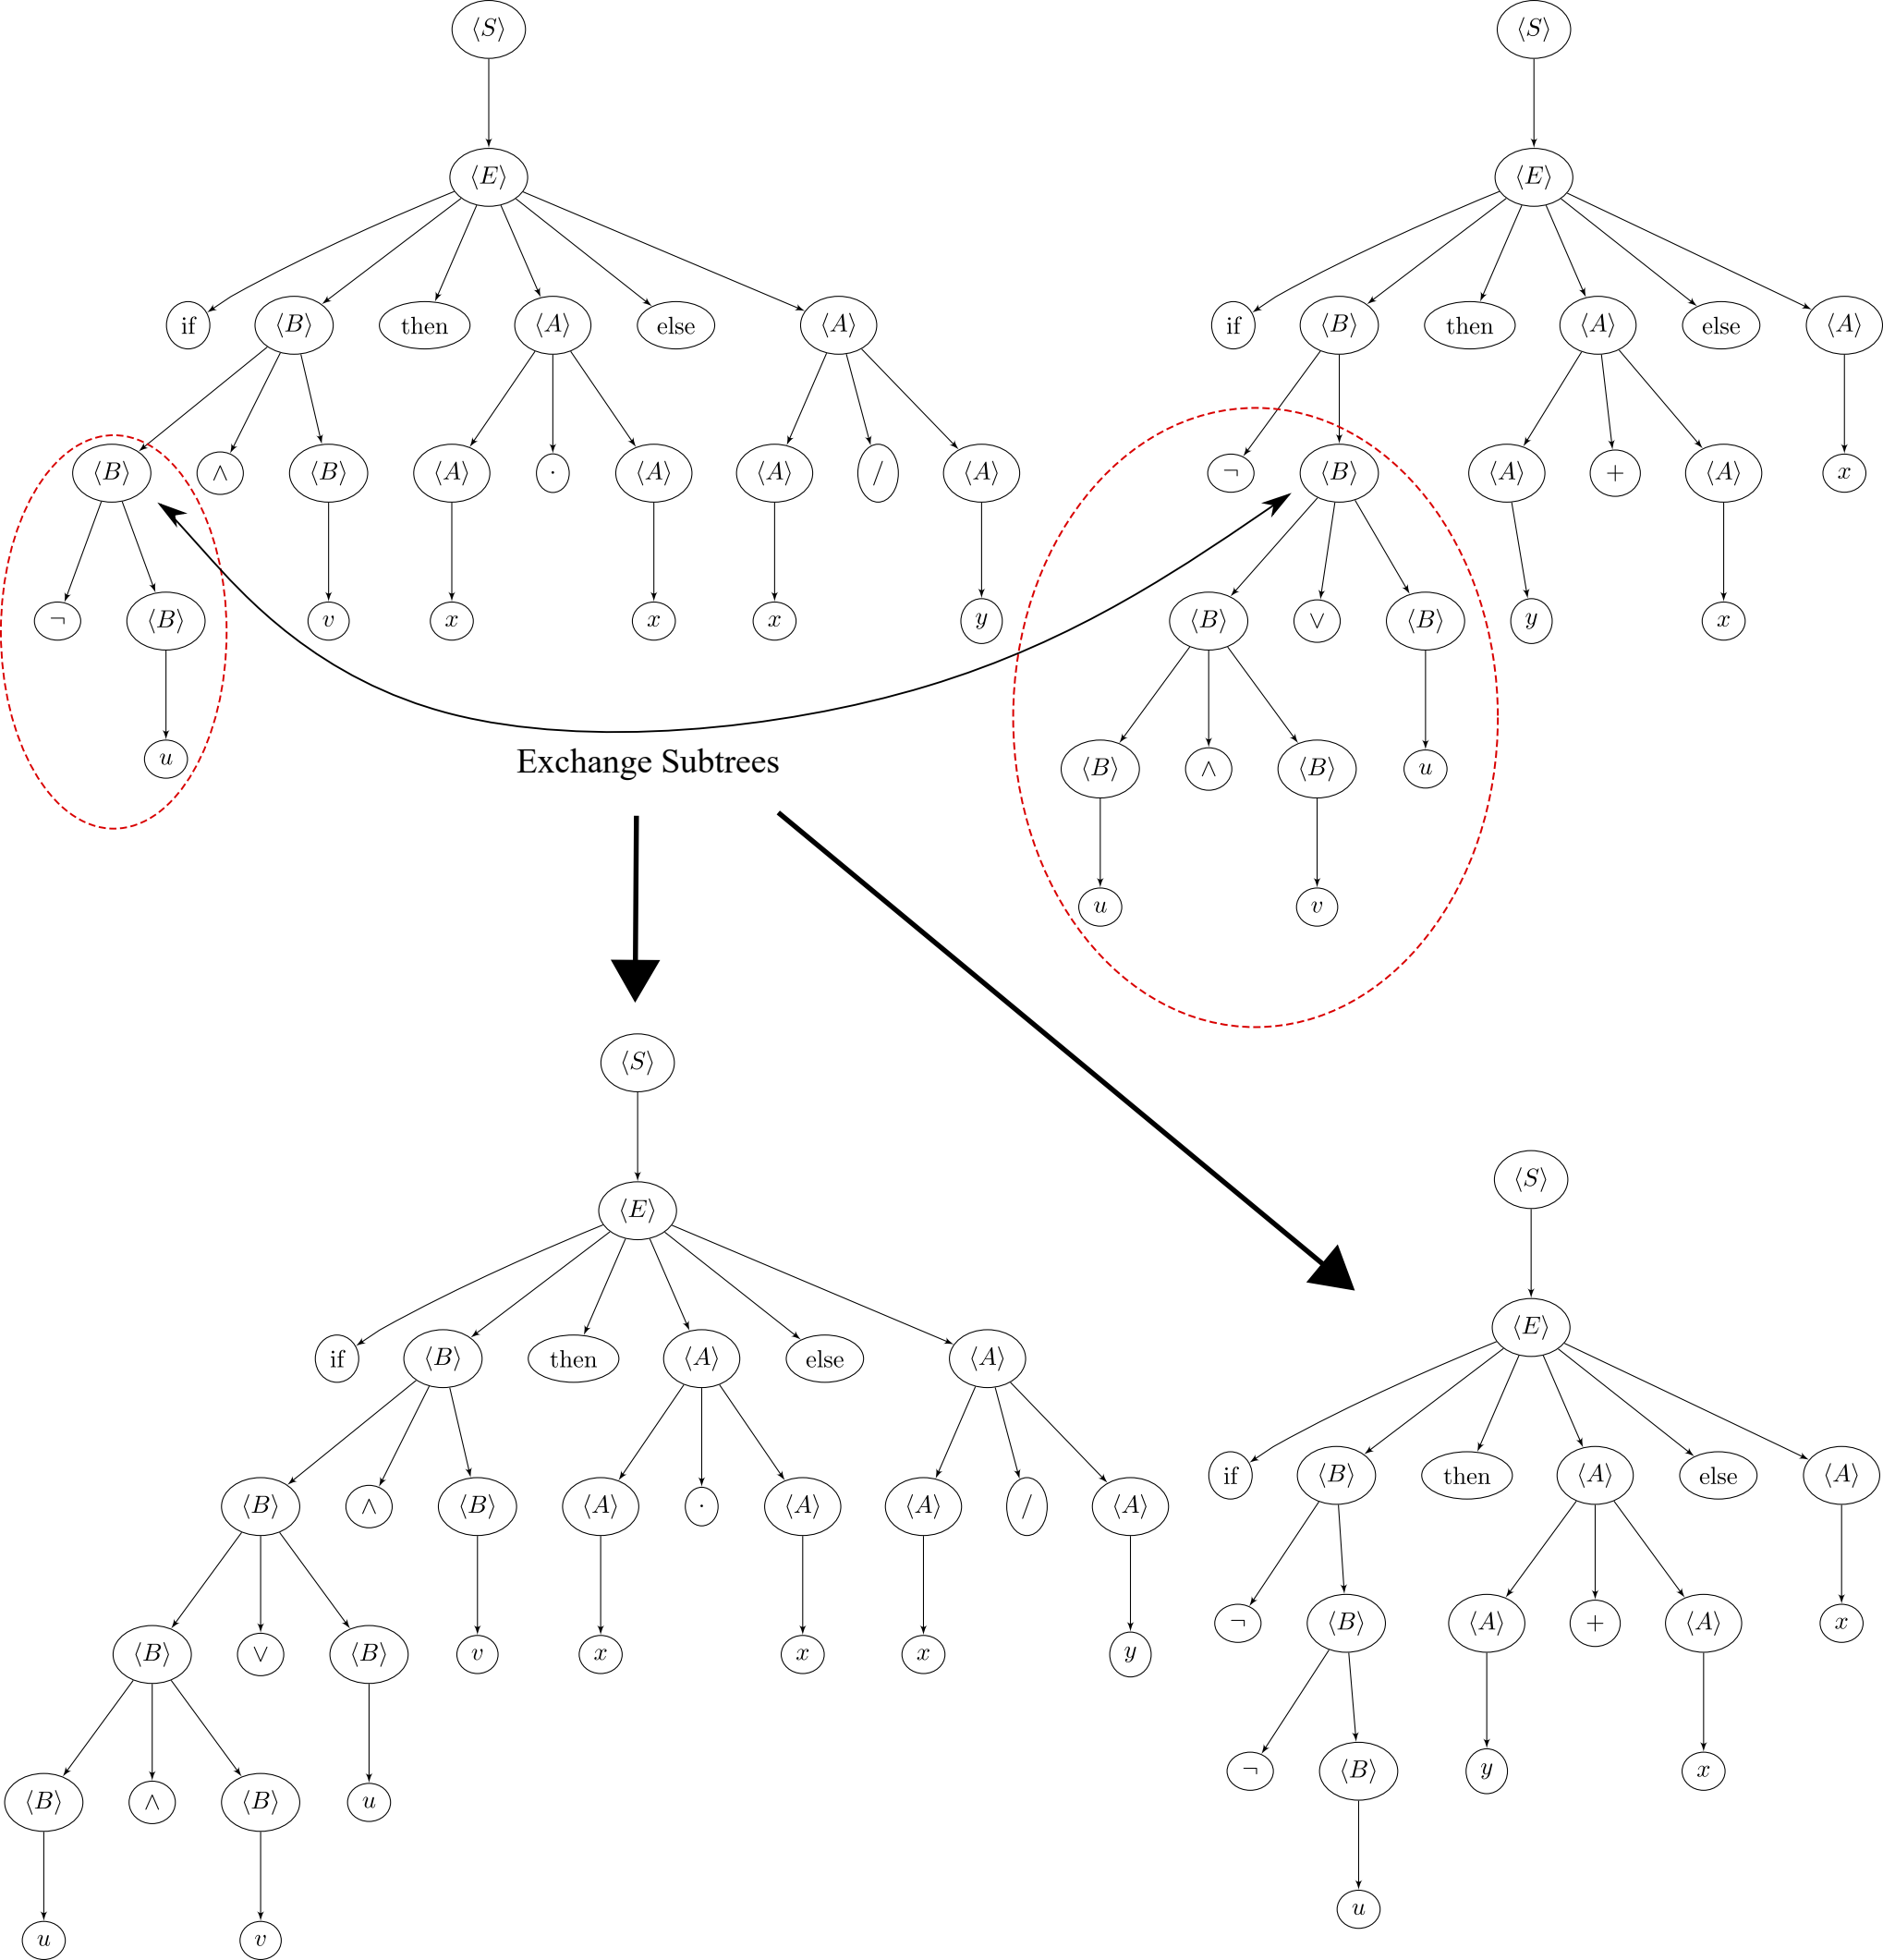 ⟨S⟩ ⟨S⟩
⟨E⟩ ⟨E⟩
if ⟨B⟩ then ⟨A⟩ else ⟨A⟩ if ⟨B⟩ then ⟨A⟩ else ⟨A⟩
⟨B⟩ ∧ ⟨B⟩ ⟨A⟩ · ⟨A⟩ ⟨A⟩ / ⟨A⟩ ¬ ⟨B⟩ ⟨A⟩ + ⟨A⟩ x
¬ ⟨B⟩ v x x x y ⟨B⟩ ∨ ⟨B⟩ y x
u ⟨B⟩ ∧ ⟨B⟩ u
Exchange Subtrees
u v
⟨S⟩
⟨E⟩
if ⟨B⟩ then ⟨A⟩ else ⟨A⟩
⟨B⟩ ∧ ⟨B⟩ ⟨A⟩ · ⟨A⟩ ⟨A⟩ / ⟨A⟩
⟨B⟩ ∨ ⟨B⟩ v x x x y
⟨B⟩ ∧ ⟨B⟩ u
u v
⟨S⟩
⟨E⟩
if ⟨B⟩ then ⟨A⟩ else ⟨A⟩
¬ ⟨B⟩ ⟨A⟩ + ⟨A⟩ x
¬ ⟨B⟩ y x
u